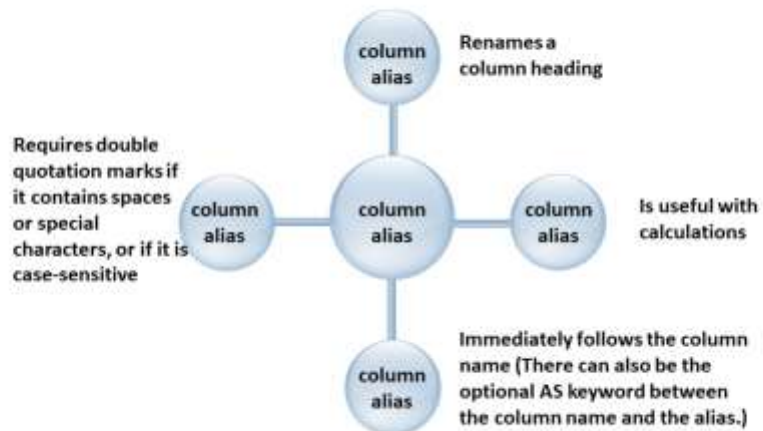 column
alias
Renames a
column heading
Requires double
quotation marks if
it contains spaces
or special
characters, or if it is
case-sensitive
column
alias
column
alias
column
alias
Is useful with
calculations
column
alias
Immediately follows the column
name (There can also be the
optional AS keyword between
the column name and the alias.)